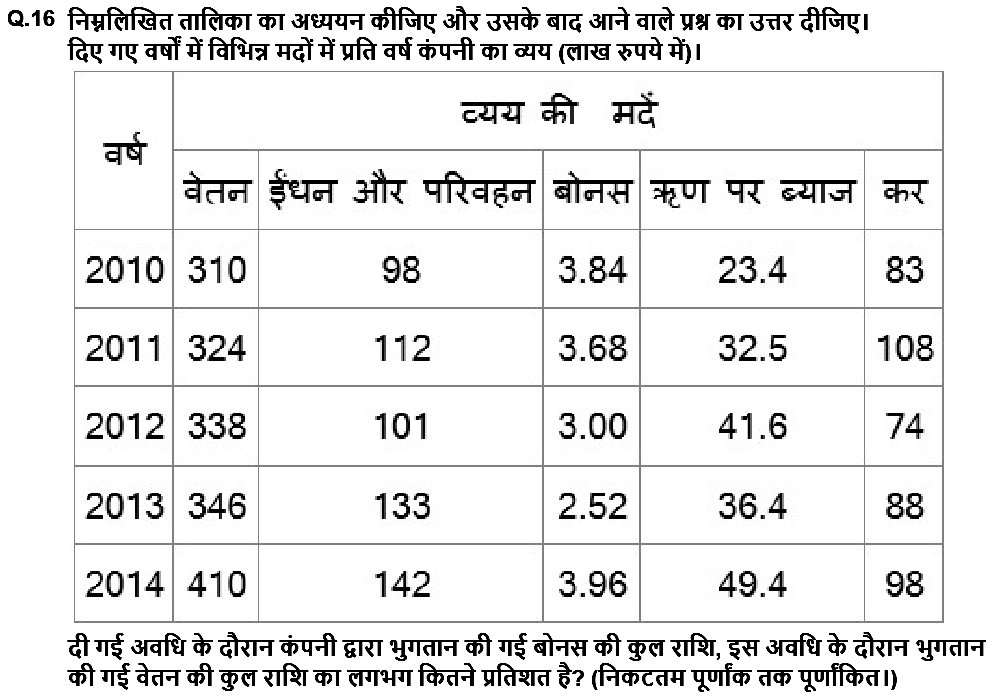 Q.16 निम्नलिखित तालिका का अध्ययन कीजिए और उसके बाद आने वाले प्रश्न का उत्तर दीजिए।
दिए गए वर्षों में विभिन्न मदों में प्रति वर्ष कंपनी का व्यय (लाख रुपये में)।
व्यय की मदें
वर्ष
वेतन ईंधन और परिवहन बोनस ऋण पर ब्याज कर
2010 310 98 3.84 23.4 83
2011 324 112 3.68 32.5 108
2012 338 101 3.00 41.6 74
2013 346 133 2.52 36.4 88
2014 410 142 3.96 49.4 98
दी गई अवधि के दौरान कंपनी द्वारा भुगतान की गई बोनस की कुल राशि, इस अवधि के दौरान भुगतान
की गई वेतन की कुल राशि का लगभग कितने प्रतिशत है? (निकटतम पूर्णांक तक पूर्णांकित।)